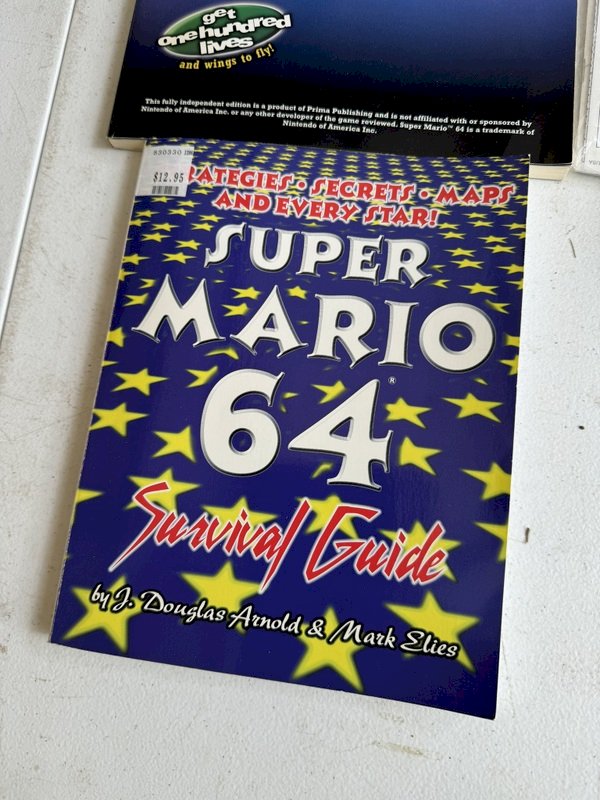 get
one hundred
lives
and wings to fly!
This fully independent edition is a product of Prima Publishing and is not affiliated with or sponsored by
Nintendo of America Inc. or any other developer of the game reviewed. Super Mario™ 64 is a trademark of
Nintendo of America Inc.
$12.95
RATEGIES • SECRETS • MAPS
AND EVERY STAR!
SUPER
MARIO
64®
Survival Guide
by J. Douglas Arnold & Mark Elies